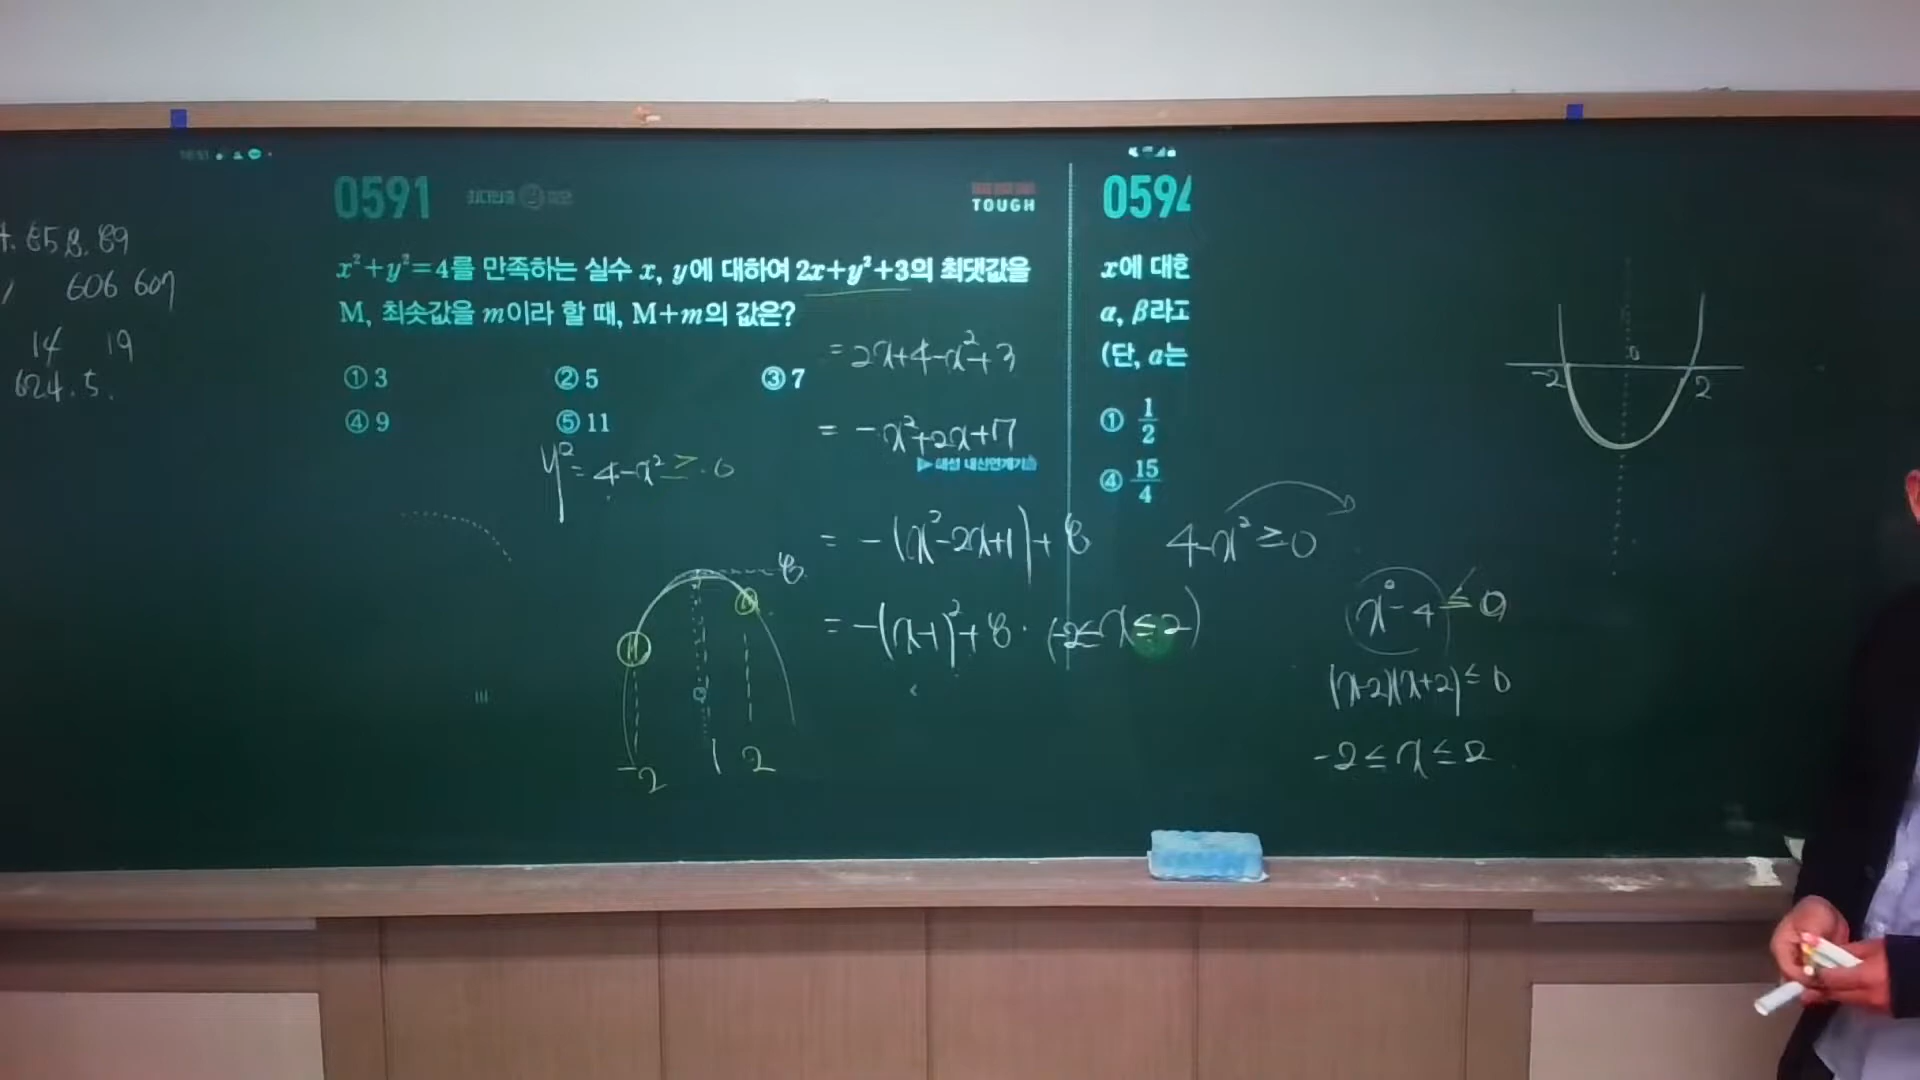 658. 89
606 607
14 19
624. 5.
0591
TOUGH
x²+y²=4를 만족하는 실수 x, y에 대하여 2x+y²+3의 최댓값을
M, 최솟값을 m이라 할 때, M+m의 값은?
① 3 ② 5 ③ 7
④ 9 ⑤ 11
= 2x+4-x²+3
= -x²+2x+7
y²= 4-x² ≥ 0
= -(x²-2x+1)+8
= -(x-1)²+8 (-2≤x≤2)
8
M
-2 1 2
0594
x에 대한
α, β라고
(단, a는
① 1/2
④ 15/4
4-x²≥0
x²-4≤0
(x-2)(x+2)≤0
-2≤x≤2
-2 0 2